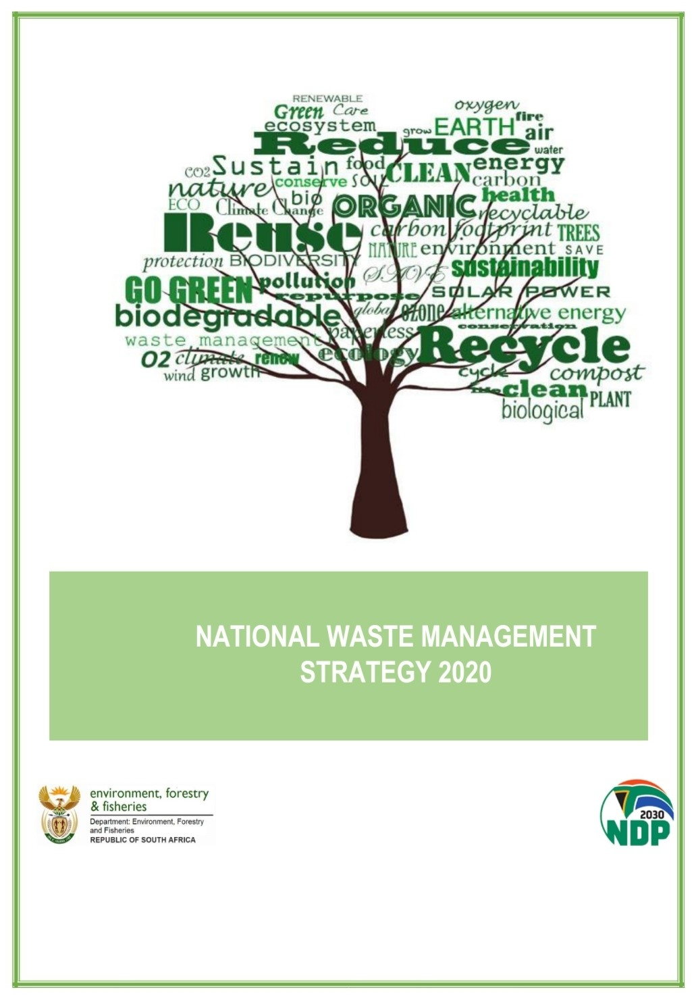 RENEWABLE
Green Care
oxygen
fire
ecosystem
grow EARTH air
Reduce water
CO2 Sustain food CLEAN energy
conserve SOIL carbon
nature bio health
ECO Climate Change ORGANIC recyclable
Reuse carbon footprint TREES
NATURE environment SAVE
protection BIODIVERSITY SAVE sustainability
GO GREEN pollution
repurpose SOLAR POWER
biodegradable global ozone alternative energy
conservation
waste management paperless
O2 climate renew ecology Recycle
wind growth cycle compost
clean PLANT
biological
NATIONAL WASTE MANAGEMENT
STRATEGY 2020
environment, forestry
& fisheries
Department: Environment, Forestry
and Fisheries
REPUBLIC OF SOUTH AFRICA
2030
NDP